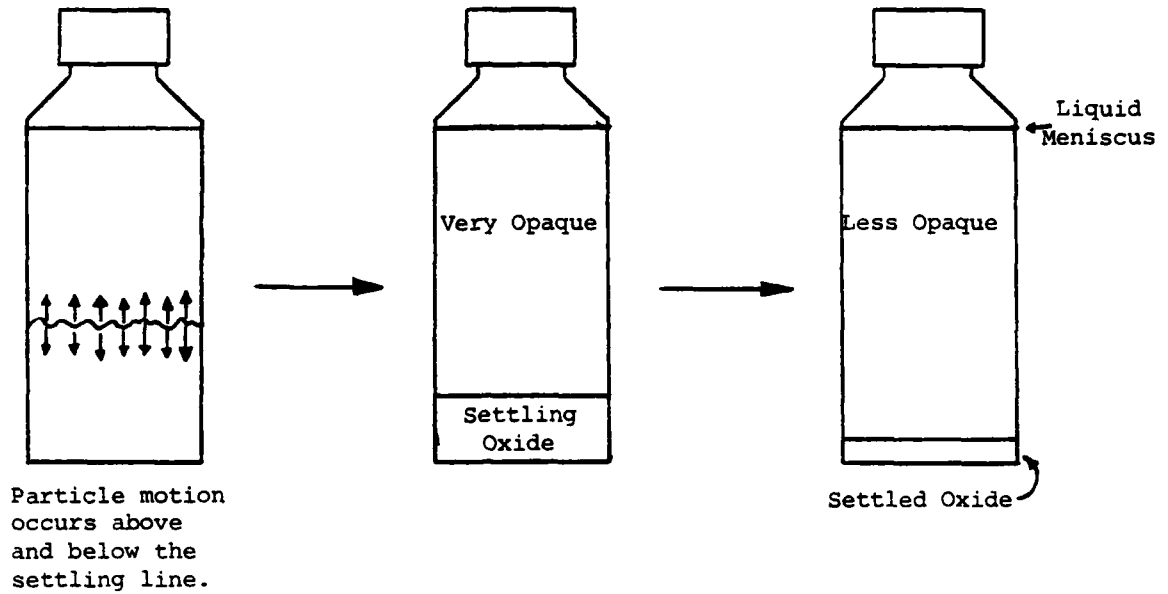 Particle motion
occurs above
and below the
settling line.
Very Opaque
Settling
Oxide
Liquid
Meniscus
Less Opaque
Settled Oxide